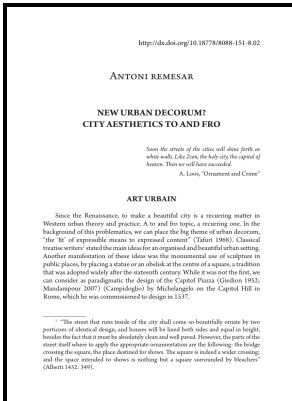 http://dx.doi.org/10.18778/8088-151-8.02
ANTONI REMESAR
NEW URBAN DECORUM?
CITY AESTHETICS TO AND FRO
Soon the streets of the cities will shine forth as
white walls. Like Zion, the holy city, the capital of
heaven. Then we will have succeeded.
A. Loos, "Ornament and Crime"
ART URBAIN
Since the Renaissance, to make a beautiful city is a recurring matter in
Western urban theory and practice. A to and fro topic, a recurring one. In the
background of this problematics, we can place the big theme of urban decorum,
"the 'fit' of expressible means to expressed content" (Tafuri 1968). Classical
treatise writers¹ stated the main ideas for an organised and beautiful urban setting.
Another manifestation of these ideas was the monumental use of sculpture in
public places, by placing a statue or an obelisk at the centre of a square, a tradition
that was adopted widely after the sixteenth century. While it was not the first, we
can consider as paradigmatic the design of the Capitol Piazza (Giedion 1952;
Mandanipour 2007) (Campidoglio) by Michelangelo on the Capitol Hill in
Rome, which he was commissioned to design in 1537.
¹ "The street that runs inside of the city shall come so beautifully ornate by two
porticoes of identical design, and houses will be lined both sides and equal in height,
besides the fact that it must be absolutely clean and well paved. However, the parts of the
street itself where to apply the appropriate ornamentation are the following: the bridge
crossing the square, the place destined for shows. The square is indeed a wider crossing;
and the space intended to shows is nothing but a square surrounded by bleachers"
(Alberti 1452: 349).